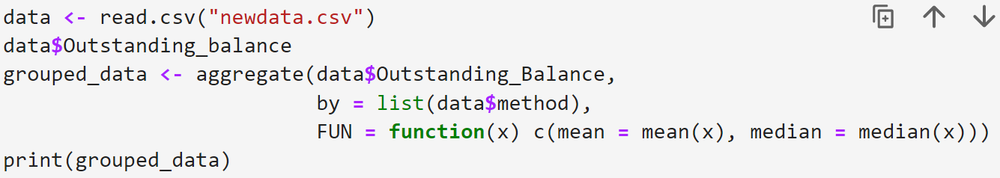 data <- read.csv("newdata.csv")
data$Outstanding_balance
grouped_data <- aggregate(data$Outstanding_Balance,
                          by = list(data$method),
                          FUN = function(x) c(mean = mean(x), median = median(x)))
print(grouped_data)